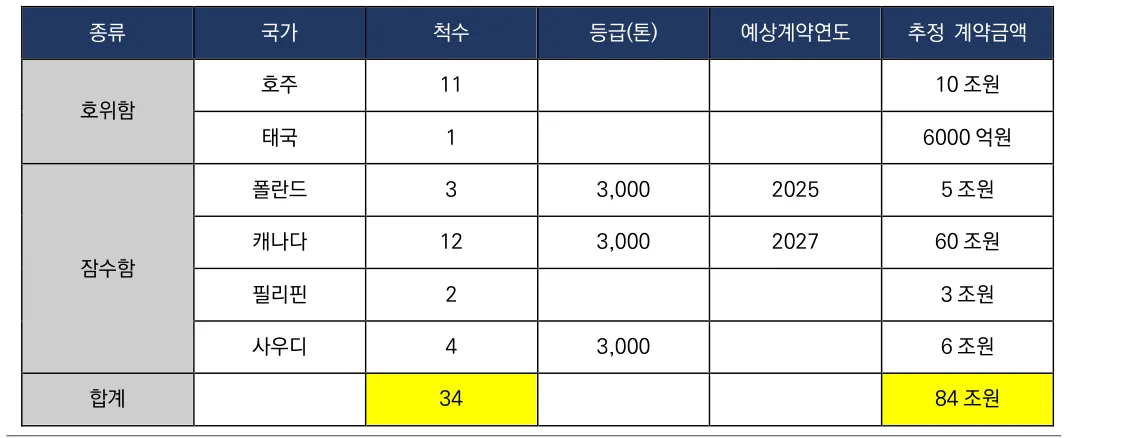 종류 국가 척수 등급(톤) 예상계약연도 추정 계약금액
호위함 호주 11 10 조원
태국 1 6000 억원
잠수함 폴란드 3 3,000 2025 5 조원
캐나다 12 3,000 2027 60 조원
필리핀 2 3 조원
사우디 4 3,000 6 조원
합계 34 84 조원